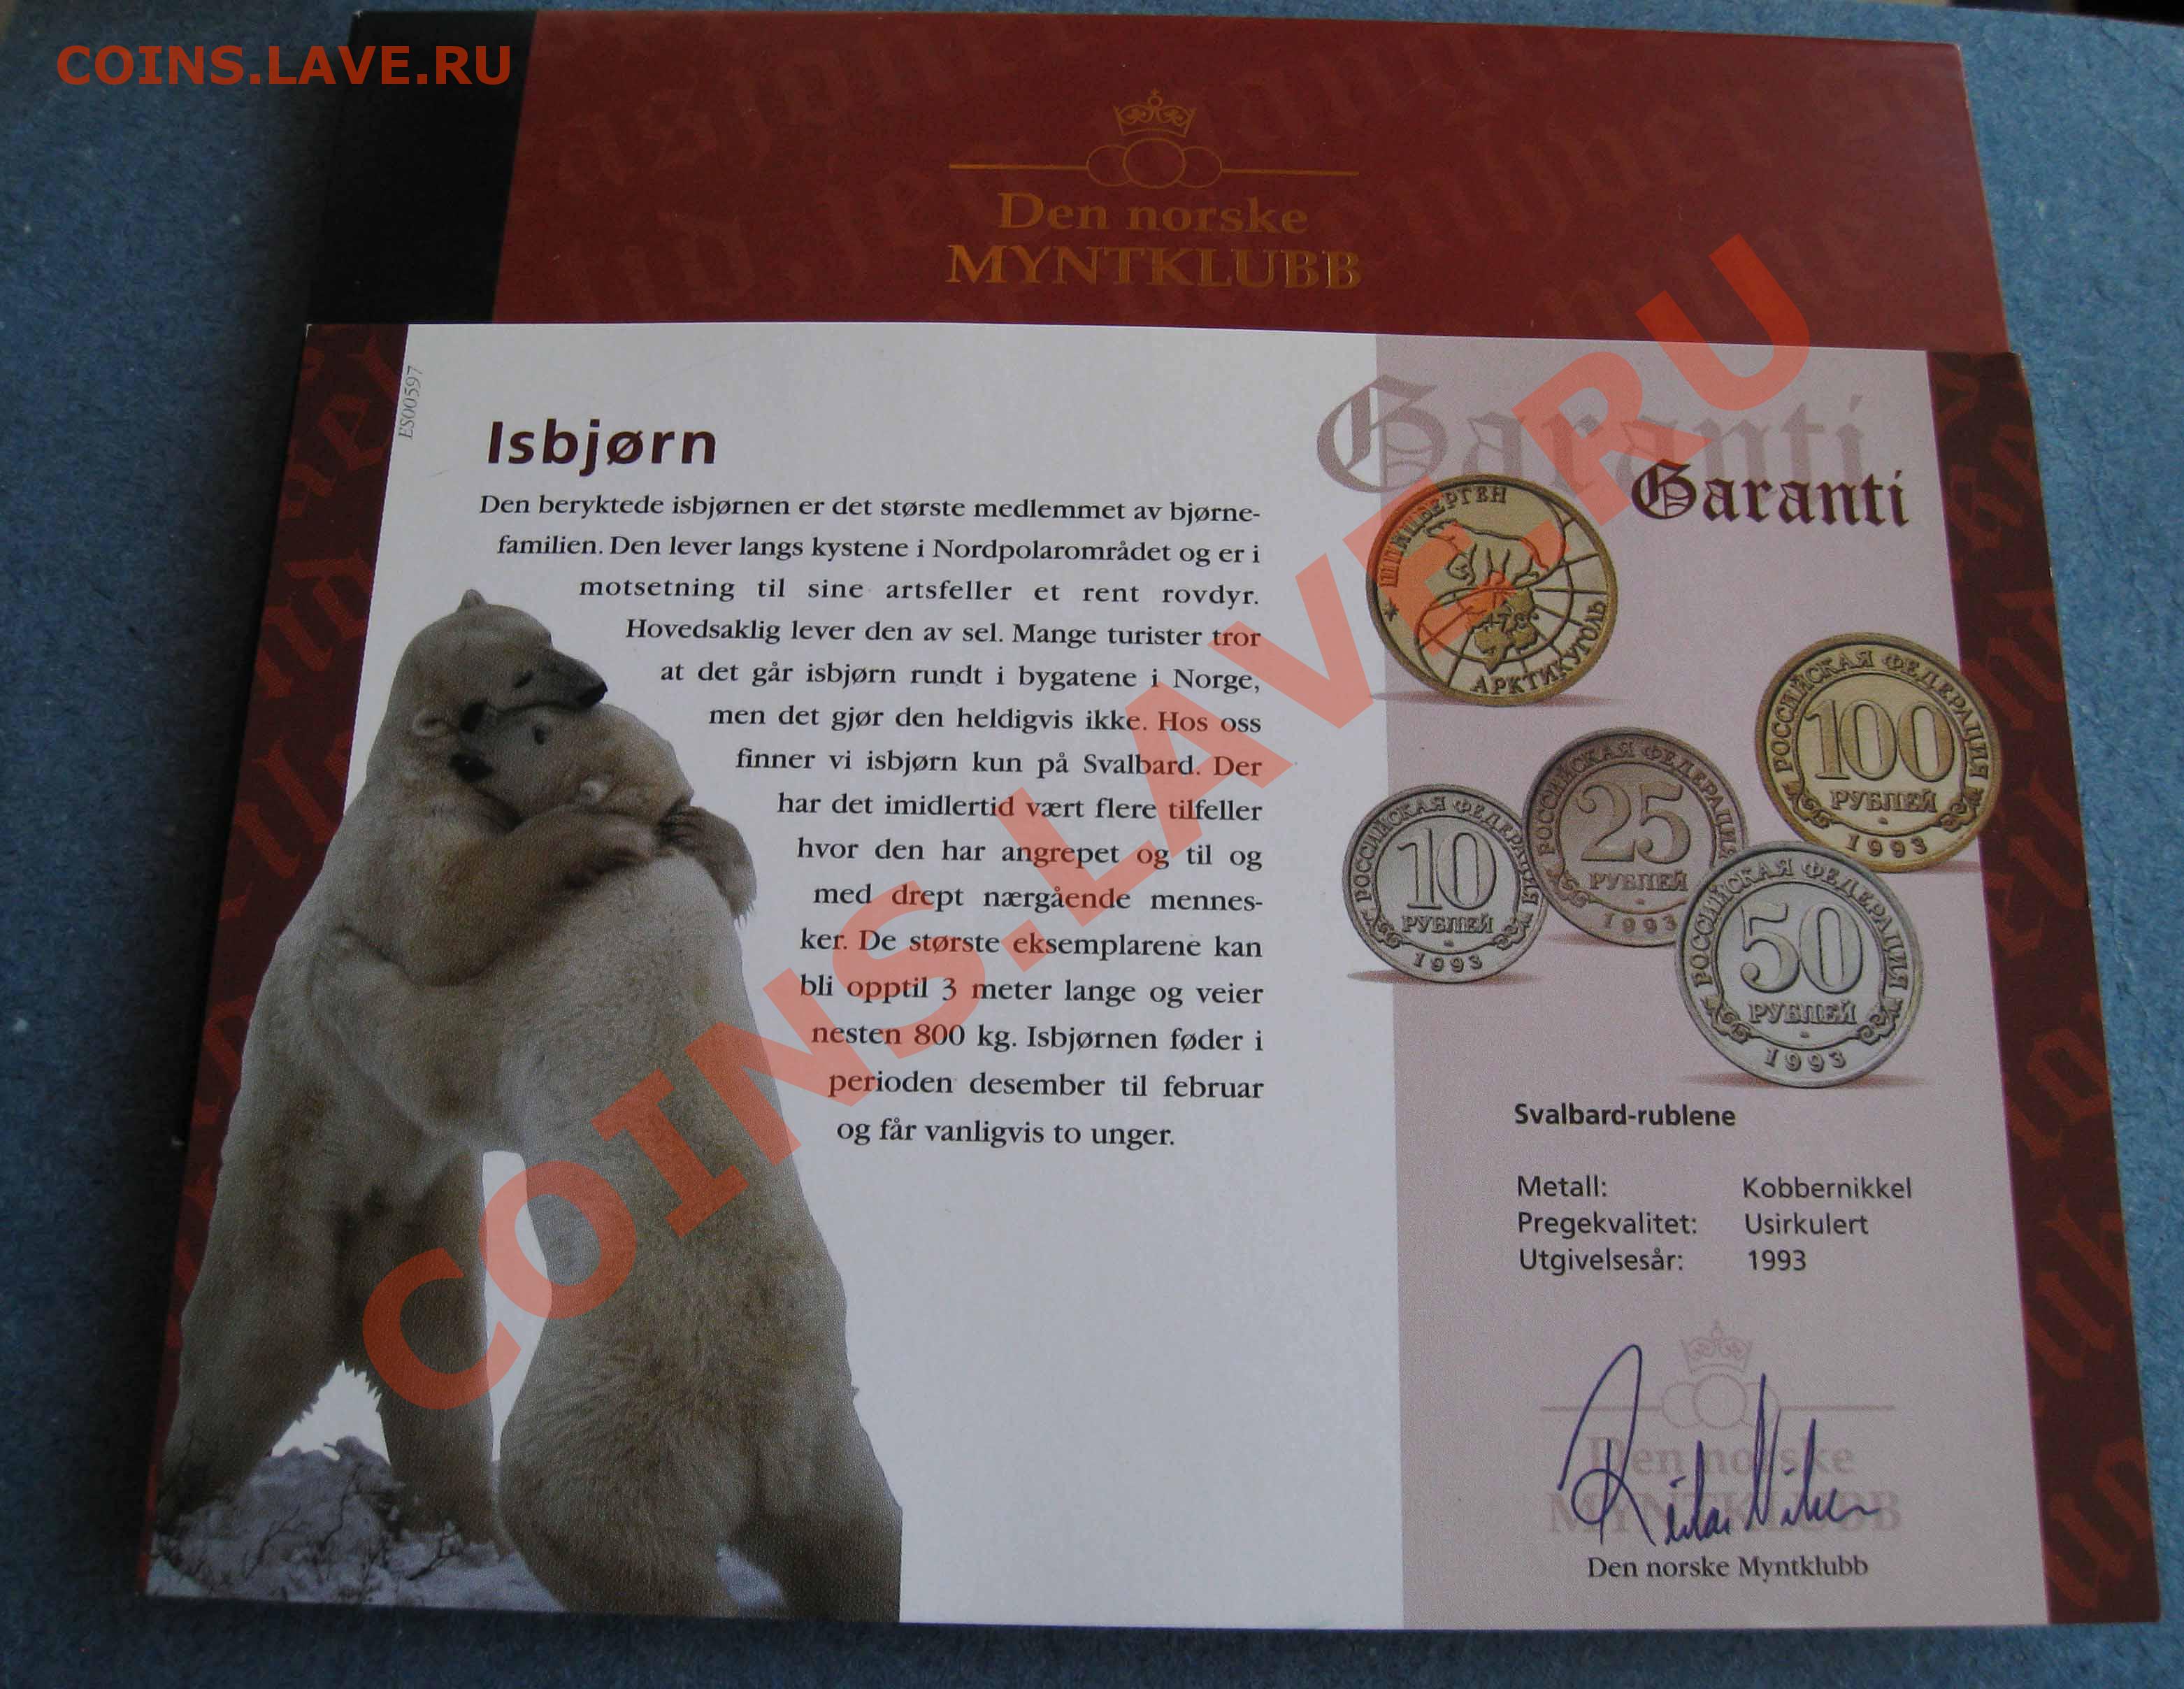 COINS.LAVE.RU
Den norske
MYNTKLUBB
ES00597
Isbjørn
Den beryktede isbjørnen er det største medlemmet av bjørne-
familien. Den lever langs kystene i Nordpolarområdet og er i
motsetning til sine artsfeller et rent rovdyr.
Hovedsaklig lever den av sel. Mange turister tror
at det går isbjørn rundt i bygatene i Norge,
men det gjør den heldigvis ikke. Hos oss
finner vi isbjørn kun på Svalbard. Der
har det imidlertid vært flere tilfeller
hvor den har angrepet og til og
med drept nærgående mennes-
ker. De største eksemplarene kan
bli opptil 3 meter lange og veier
nesten 800 kg. Isbjørnen føder i
perioden desember til februar
og får vanligvis to unger.
Garanti
Garanti
ШПИЦБЕРГЕН
АРКТИКУГОЛЬ
РОССИЙСКАЯ ФЕДЕРАЦИЯ
100
РУБЛЕЙ
1993
РОССИЙСКАЯ ФЕДЕРАЦИЯ
25
РУБЛЕЙ
1993
РОССИЙСКАЯ ФЕДЕРАЦИЯ
10
РУБЛЕЙ
1993
РОССИЙСКАЯ ФЕДЕРАЦИЯ
50
РУБЛЕЙ
1993
Svalbard-rublene
Metall: Kobbernikkel
Pregekvalitet: Usirkulert
Utgivelsesår: 1993
Den norske
MYNTKLUBB
Den norske Myntklubb
COINS.LAVE.RU